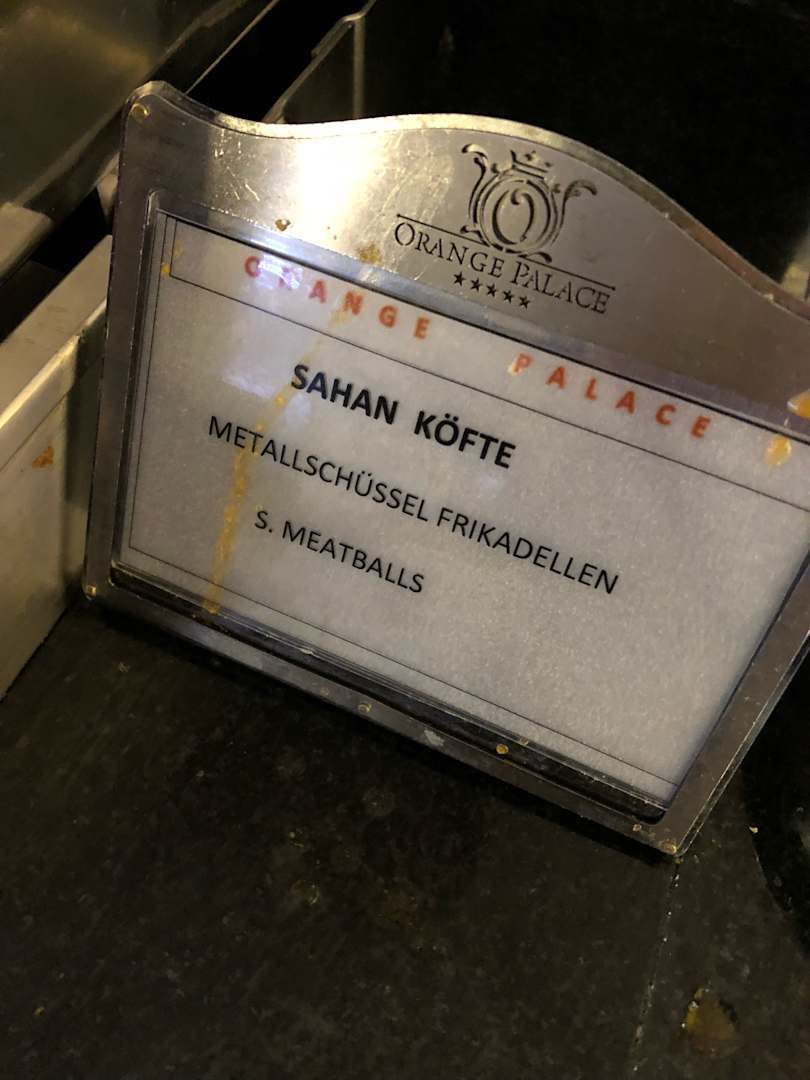 O
ORANGE PALACE
★★★★★
ORANGE PALACE
SAHAN KÖFTE
METALLSCHÜSSEL FRIKADELLEN
S. MEATBALLS